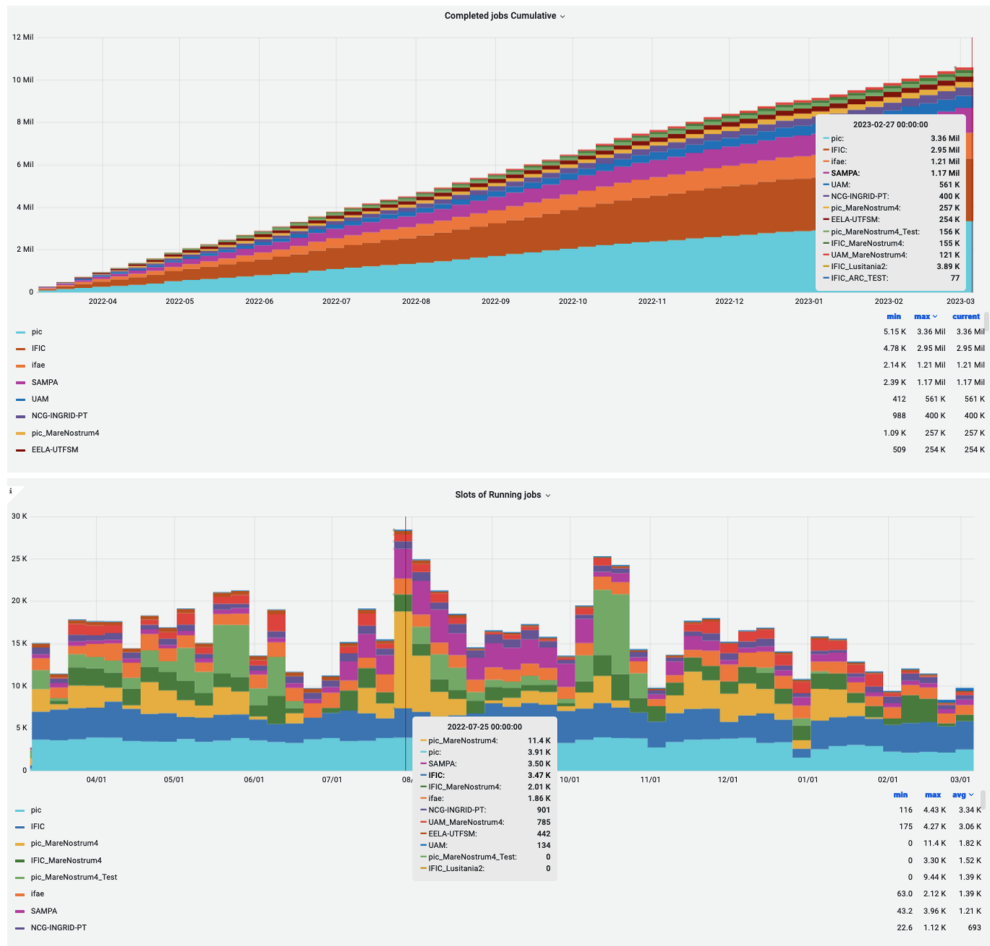 Completed jobs Cumulative
12 Mil
10 Mil
8 Mil
6 Mil
4 Mil
2 Mil
0
2022-04 2022-05 2022-06 2022-07 2022-08 2022-09 2022-10 2022-11 2022-12 2023-01 2023-02 2023-03
2023-02-27 00:00:00
pic: 3.36 Mil
IFIC: 2.95 Mil
ifae: 1.21 Mil
SAMPA: 1.17 Mil
UAM: 561 K
NCG-INGRID-PT: 400 K
pic_MareNostrum4: 257 K
EELA-UTFSM: 254 K
pic_MareNostrum4_Test: 156 K
IFIC_MareNostrum4: 155 K
UAM_MareNostrum4: 121 K
IFIC_Lusitania2: 3.89 K
IFIC_ARC_TEST: 77
min max current
pic 5.15 K 3.36 Mil 3.36 Mil
IFIC 4.78 K 2.95 Mil 2.95 Mil
ifae 2.14 K 1.21 Mil 1.21 Mil
SAMPA 2.39 K 1.17 Mil 1.17 Mil
UAM 412 561 K 561 K
NCG-INGRID-PT 988 400 K 400 K
pic_MareNostrum4 1.09 K 257 K 257 K
EELA-UTFSM 509 254 K 254 K
i
Slots of Running jobs
30 K
25 K
20 K
15 K
10 K
5 K
0
04/01 05/01 06/01 07/01 08/ 10/01 11/01 12/01 01/01 02/01 03/01
2022-07-25 00:00:00
pic_MareNostrum4: 11.4 K
pic: 3.91 K
SAMPA: 3.50 K
IFIC: 3.47 K
IFIC_MareNostrum4: 2.01 K
ifae: 1.86 K
NCG-INGRID-PT: 901
UAM_MareNostrum4: 785
EELA-UTFSM: 442
UAM: 134
pic_MareNostrum4_Test: 0
IFIC_Lusitania2: 0
min max avg
pic 116 4.43 K 3.34 K
IFIC 175 4.27 K 3.06 K
pic_MareNostrum4 0 11.4 K 1.82 K
IFIC_MareNostrum4 0 3.30 K 1.52 K
pic_MareNostrum4_Test 0 9.44 K 1.39 K
ifae 63.0 2.12 K 1.39 K
SAMPA 43.2 3.96 K 1.21 K
NCG-INGRID-PT 22.6 1.12 K 693